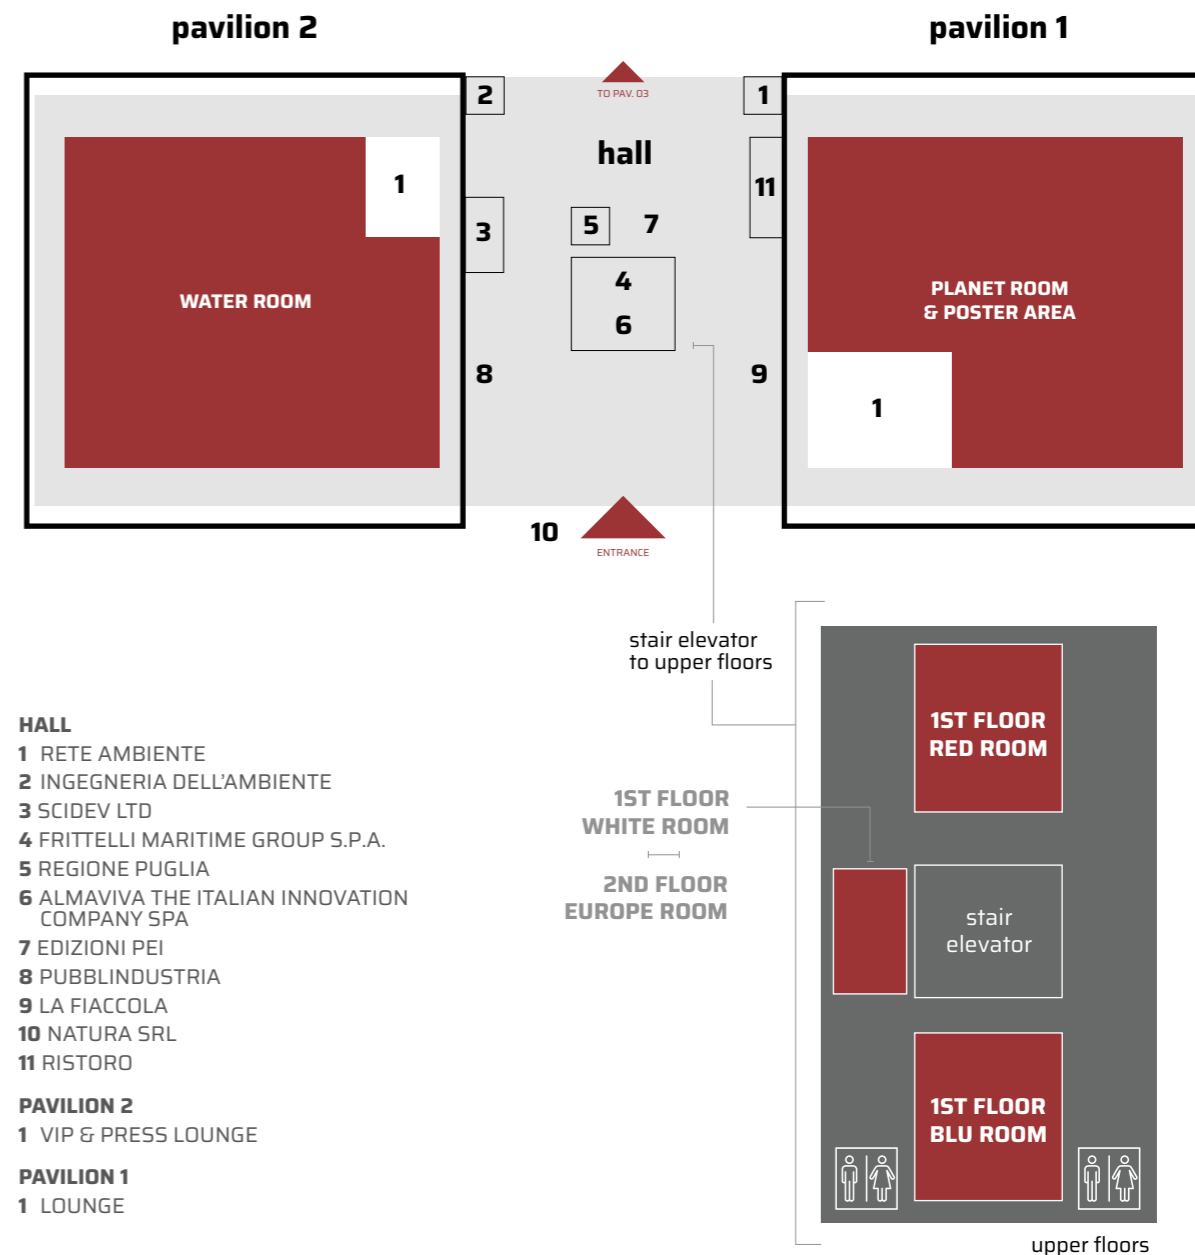 pavilion 2
pavilion 1
2
TO PAV. 03
1
hall
1
11
3
5
7
4
WATER ROOM
PLANET ROOM
& POSTER AREA
6
8
9
1
10
ENTRANCE
stair elevator
to upper floors
HALL
1 RETE AMBIENTE
2 INGEGNERIA DELL'AMBIENTE
3 SCIDEV LTD
4 FRITTELLI MARITIME GROUP S.P.A.
5 REGIONE PUGLIA
6 ALMAVIVA THE ITALIAN INNOVATION
COMPANY SPA
7 EDIZIONI PEI
8 PUBBLINDUSTRIA
9 LA FIACCOLA
10 NATURA SRL
11 RISTORO
PAVILION 2
1 VIP & PRESS LOUNGE
PAVILION 1
1 LOUNGE
1ST FLOOR
WHITE ROOM
2ND FLOOR
EUROPE ROOM
1ST FLOOR
RED ROOM
stair
elevator
1ST FLOOR
BLU ROOM
upper floors